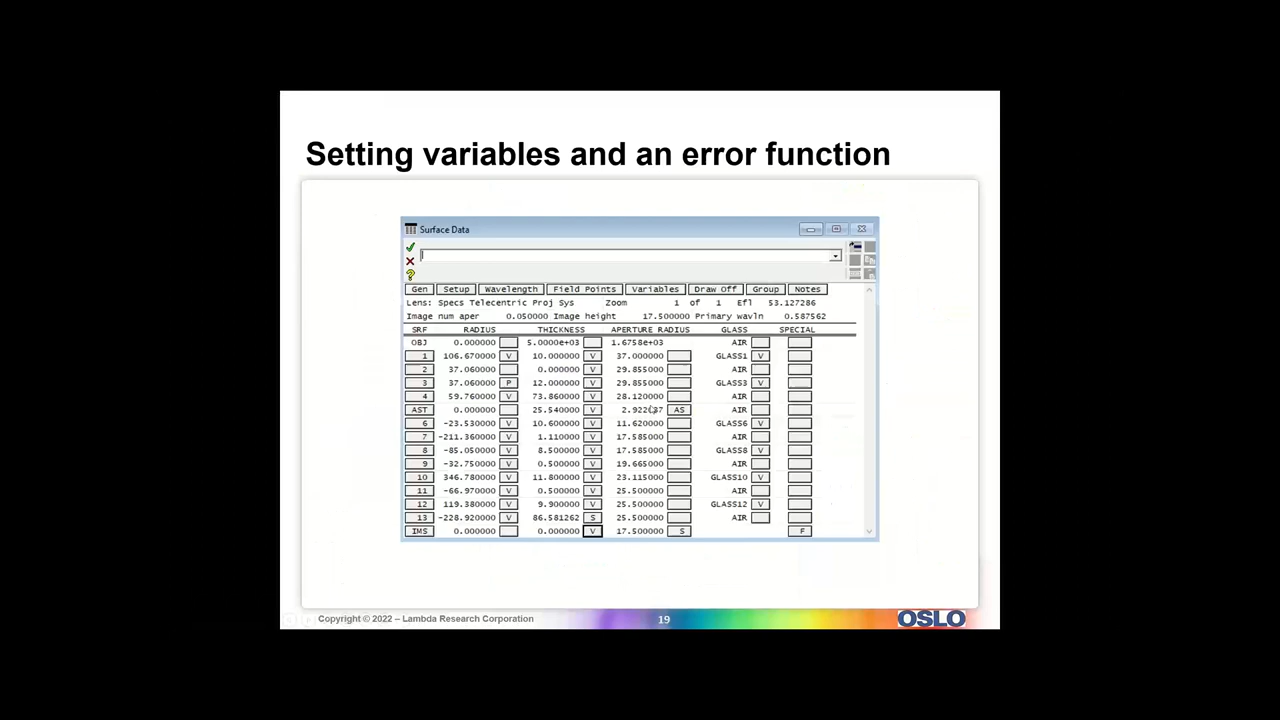 Setting variables and an error function
Surface Data
Gen Setup Wavelength Field Points Variables Draw Off Group Notes
Lens: Specs Telecentric Proj Sys Zoom 1 of 1 Efl 53.127286
Image num aper 0.050000 Image height 17.500000 Primary wavln 0.587562
SRF RADIUS THICKNESS APERTURE RADIUS GLASS SPECIAL
OBJ 0.000000 5.0000e+03 1.6758e+03 AIR
1 106.670000 V 10.000000 V 37.000000 GLASS1 V
2 37.060000 0.000000 V 29.855000 AIR
3 37.060000 P 12.000000 V 29.855000 GLASS3 V
4 59.760000 V 73.860000 V 28.120000 AIR
AST 0.000000 25.540000 V AS AIR
6 -23.530000 V 10.600000 V 11.620000 GLASS6 V
7 -211.360000 V 1.110000 V 17.585000 AIR
8 -85.050000 V 8.500000 V 17.585000 GLASS8 V
9 -32.750000 V 0.500000 V 19.665000 AIR
10 346.780000 V 11.800000 V 23.115000 GLASS10 V
11 -66.970000 V 0.500000 V 25.500000 AIR
12 119.380000 V 9.900000 V 25.500000 GLASS12 V
13 -228.920000 V 86.581262 S 25.500000 AIR
IMS 0.000000 0.000000 V 17.500000 S F
Copyright © 2022 – Lambda Research Corporation 19 OSLO